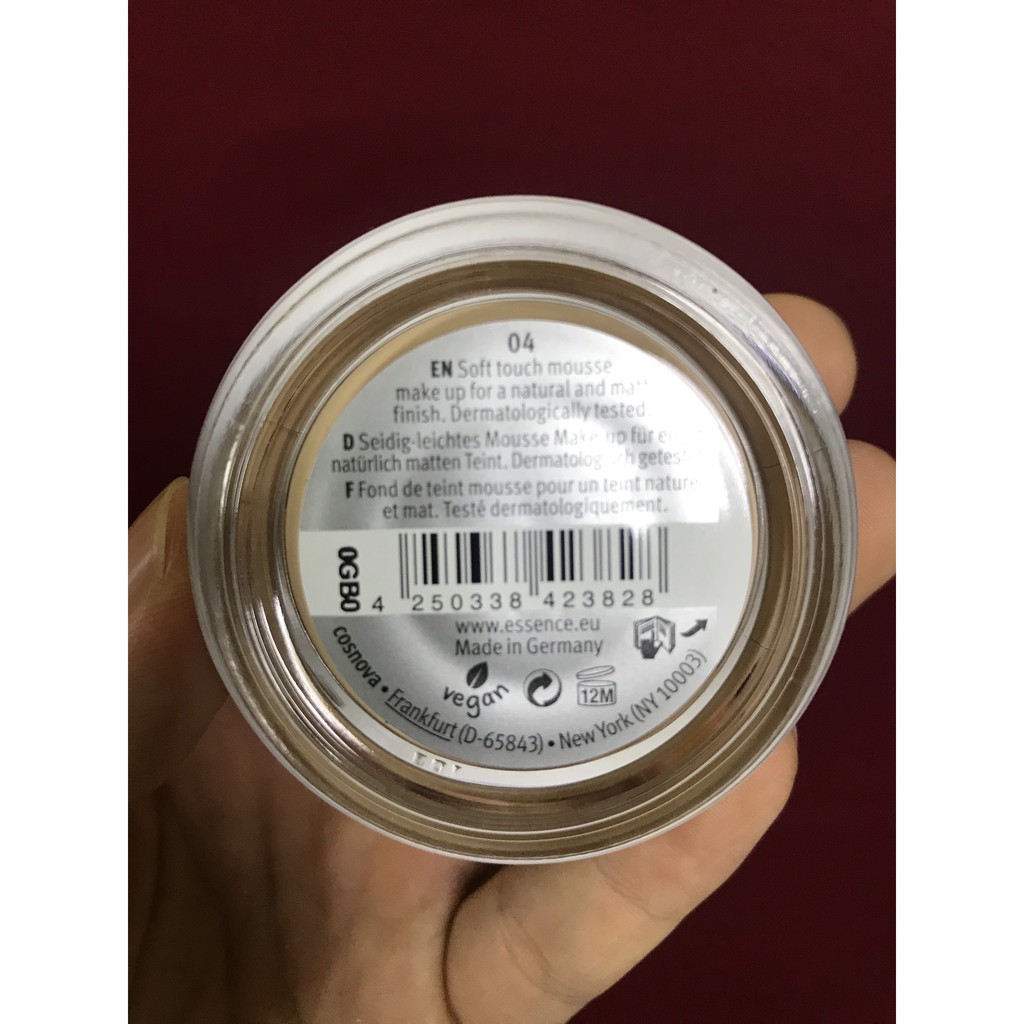 04
EN Soft touch mousse
make up for a natural and
finish. Dermatologically tested.
D Seidig-leichtes Mousse Make-up für
natürlich matten Teint.
F Fond de teint mousse pour un teint
et mat. Testé dermatologiquement.
0GB0
4 250338 423828
www.essence.eu
Made in Germany
vegan
12M
cosnova • Frankfurt (D-65843) • New York (NY 10003)